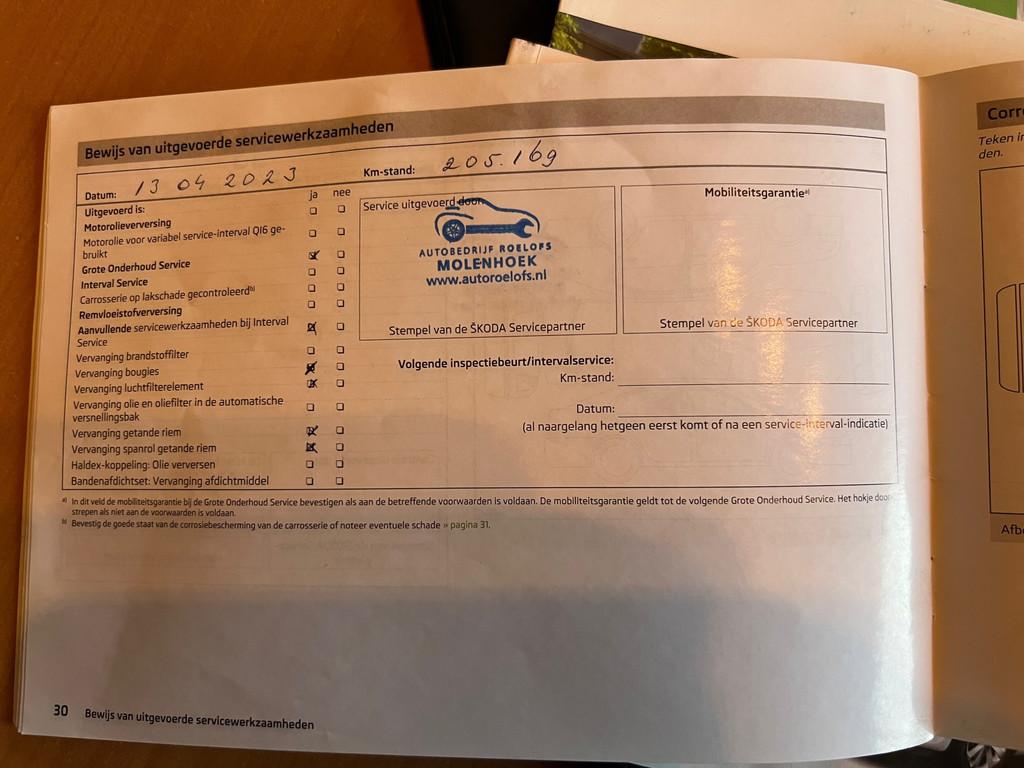 Bewijs van uitgevoerde servicewerkzaamheden
Datum: 13 04 2023
Km-stand: 205.169
ja nee
Uitgevoerd is:
Motorolieverversing
Motorolie voor variabel service-interval QI6 ge-
bruikt
Grote Onderhoud Service
Interval Service
Carrosserie op lakschade gecontroleerd b)
Remvloeistofverversing
Aanvullende servicewerkzaamheden bij Interval
Service
Vervanging brandstoffilter
Vervanging bougies
Vervanging luchtfilterelement
Vervanging olie en oliefilter in de automatische
versnellingsbak
Vervanging getande riem
Vervanging spanrol getande riem
Haldex-koppeling: Olie verversen
Bandenafdichtset: Vervanging afdichtmiddel
Service uitgevoerd door
AUTOBEDRIJF ROELOFS
MOLENHOEK
www.autoroelofs.nl
Stempel van de ŠKODA Servicepartner
Mobiliteitsgarantie a)
Stempel van de ŠKODA Servicepartner
Volgende inspectiebeurt/intervalservice:
Km-stand:
Datum:
(al naargelang hetgeen eerst komt of na een service-interval-indicatie)
a) In dit veld de mobiliteitsgarantie bij de Grote Onderhoud Service bevestigen als aan de betreffende voorwaarden is voldaan. De mobiliteitsgarantie geldt tot de volgende Grote Onderhoud Service. Het hokje door
strepen als niet aan de voorwaarden is voldaan.
b) Bevestig de goede staat van de corrosiebescherming van de carrosserie of noteer eventuele schade » pagina 31.
30 Bewijs van uitgevoerde servicewerkzaamheden
Corr
Teken in
den.
Afb